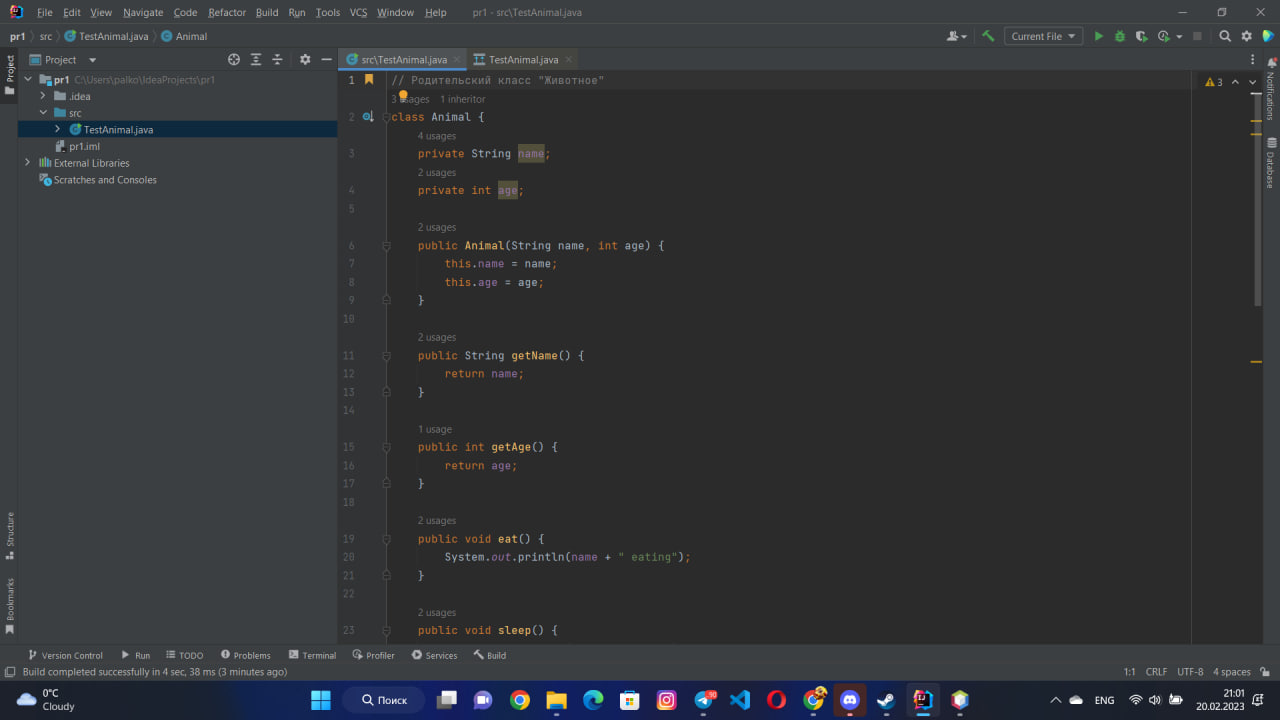 File Edit View Navigate Code Refactor Build Run Tools VCS Window Help pr1 - src\TestAnimal.java
pr1 src TestAnimal.java Animal Current File
Project src\TestAnimal.java TestAnimal.java
pr1 C:\Users\palko\IdeaProjects\pr1
.idea
src
TestAnimal.java
pr1.iml
External Libraries
Scratches and Consoles
Project
Structure
Bookmarks
1 // Родительский класс "Животное"
3 usages 1 inheritor
2 class Animal {
4 usages
3 private String name;
2 usages
4 private int age;
5
2 usages
6 public Animal(String name, int age) {
7 this.name = name;
8 this.age = age;
9 }
10
2 usages
11 public String getName() {
12 return name;
13 }
14
1 usage
15 public int getAge() {
16 return age;
17 }
18
2 usages
19 public void eat() {
20 System.out.println(name + " eating");
21 }
22
2 usages
23 public void sleep() {
3
Notifications
Database
Version Control Run TODO Problems Terminal Profiler Services Build
Build completed successfully in 4 sec, 38 ms (3 minutes ago) 1:1 CRLF UTF-8 4 spaces
0°C
Cloudy
Поиск
90
ENG
21:01
20.02.2023